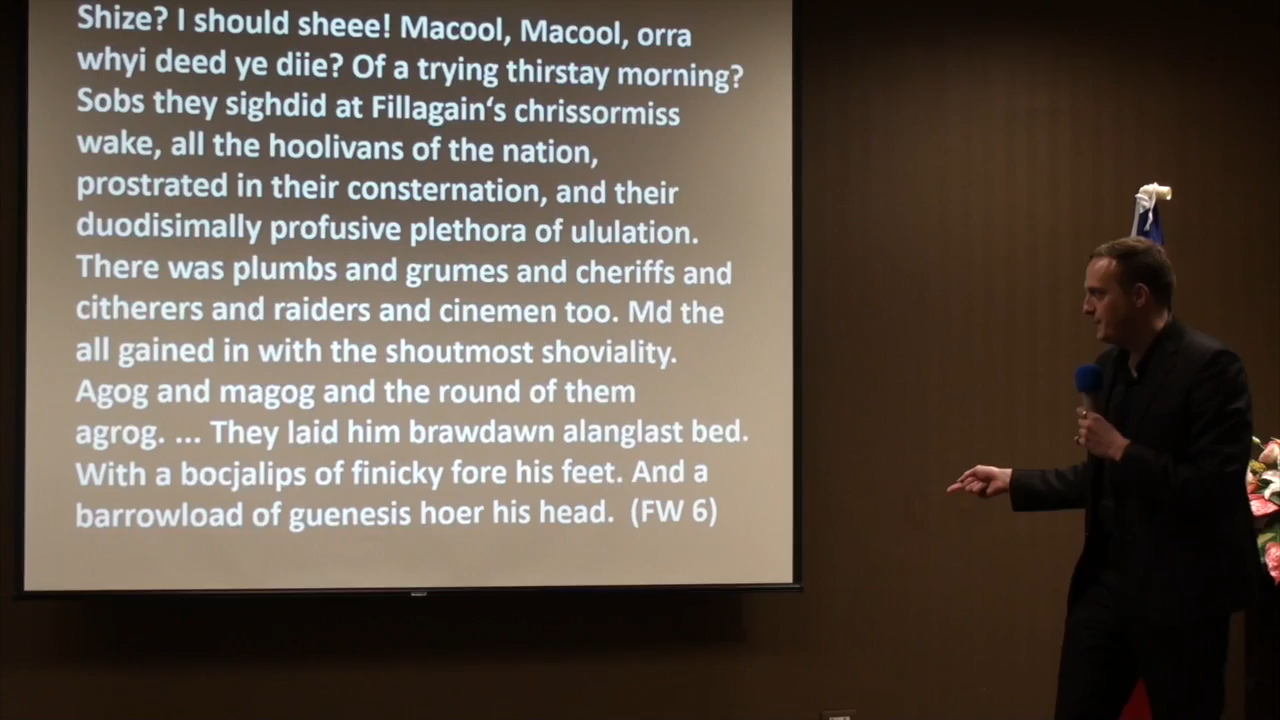 Shize? I should sheee! Macool, Macool, orra
whyi deed ye diie? Of a trying thirstay morning?
Sobs they sighdid at Fillagain‘s chrissormiss
wake, all the hoolivans of the nation,
prostrated in their consternation, and their
duodisimally profusive plethora of ululation.
There was plumbs and grumes and cheriffs and
citherers and raiders and cinemen too. Md the
all gained in with the shoutmost shoviality.
Agog and magog and the round of them
agrog. ... They laid him brawdawn alanglast bed.
With a bocjalips of finicky fore his feet. And a
barrowload of guenesis hoer his head.  (FW 6)